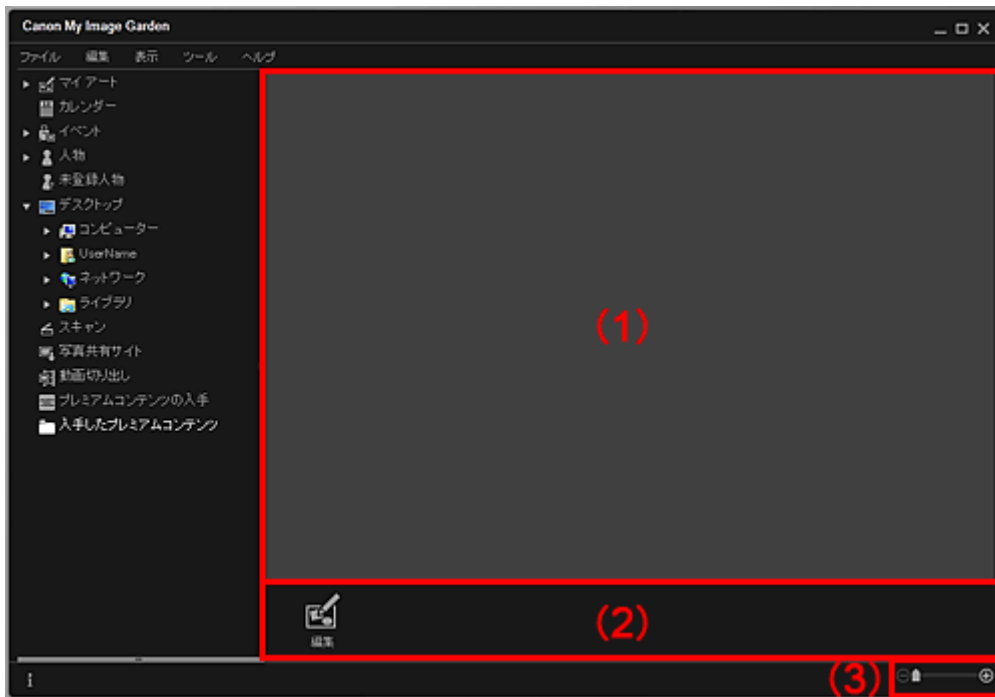 Canon My Image Garden
ファイル 編集 表示 ツール ヘルプ
マイ アート
カレンダー
イベント
人物
未登録人物
デスクトップ
コンピューター
UserName
ネットワーク
ライブラリ
スキャン
写真共有サイト
動画切り出し
プレミアムコンテンツの入手
入手したプレミアムコンテンツ
(1)
編集
(2)
(3)